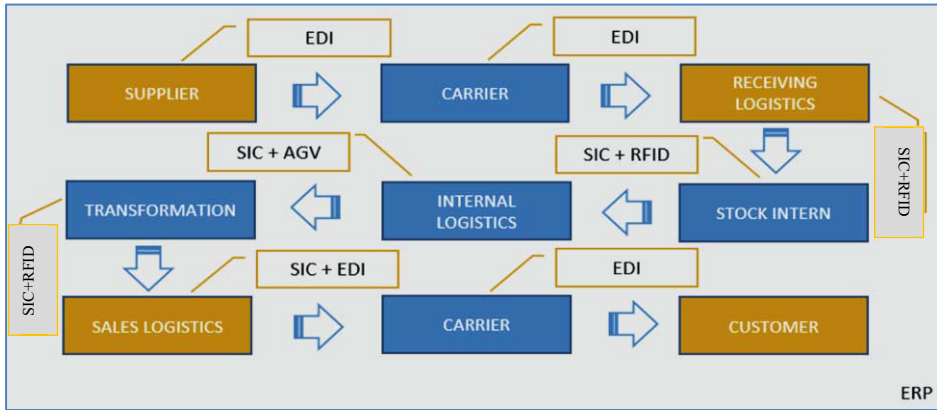 EDI
EDI
SUPPLIER
CARRIER
RECEIVING
LOGISTICS
SIC + AGV
SIC + RFID
SIC+RFID
TRANSFORMATION
INTERNAL
LOGISTICS
STOCK INTERN
SIC+RFID
SIC + EDI
EDI
SALES LOGISTICS
CARRIER
CUSTOMER
ERP